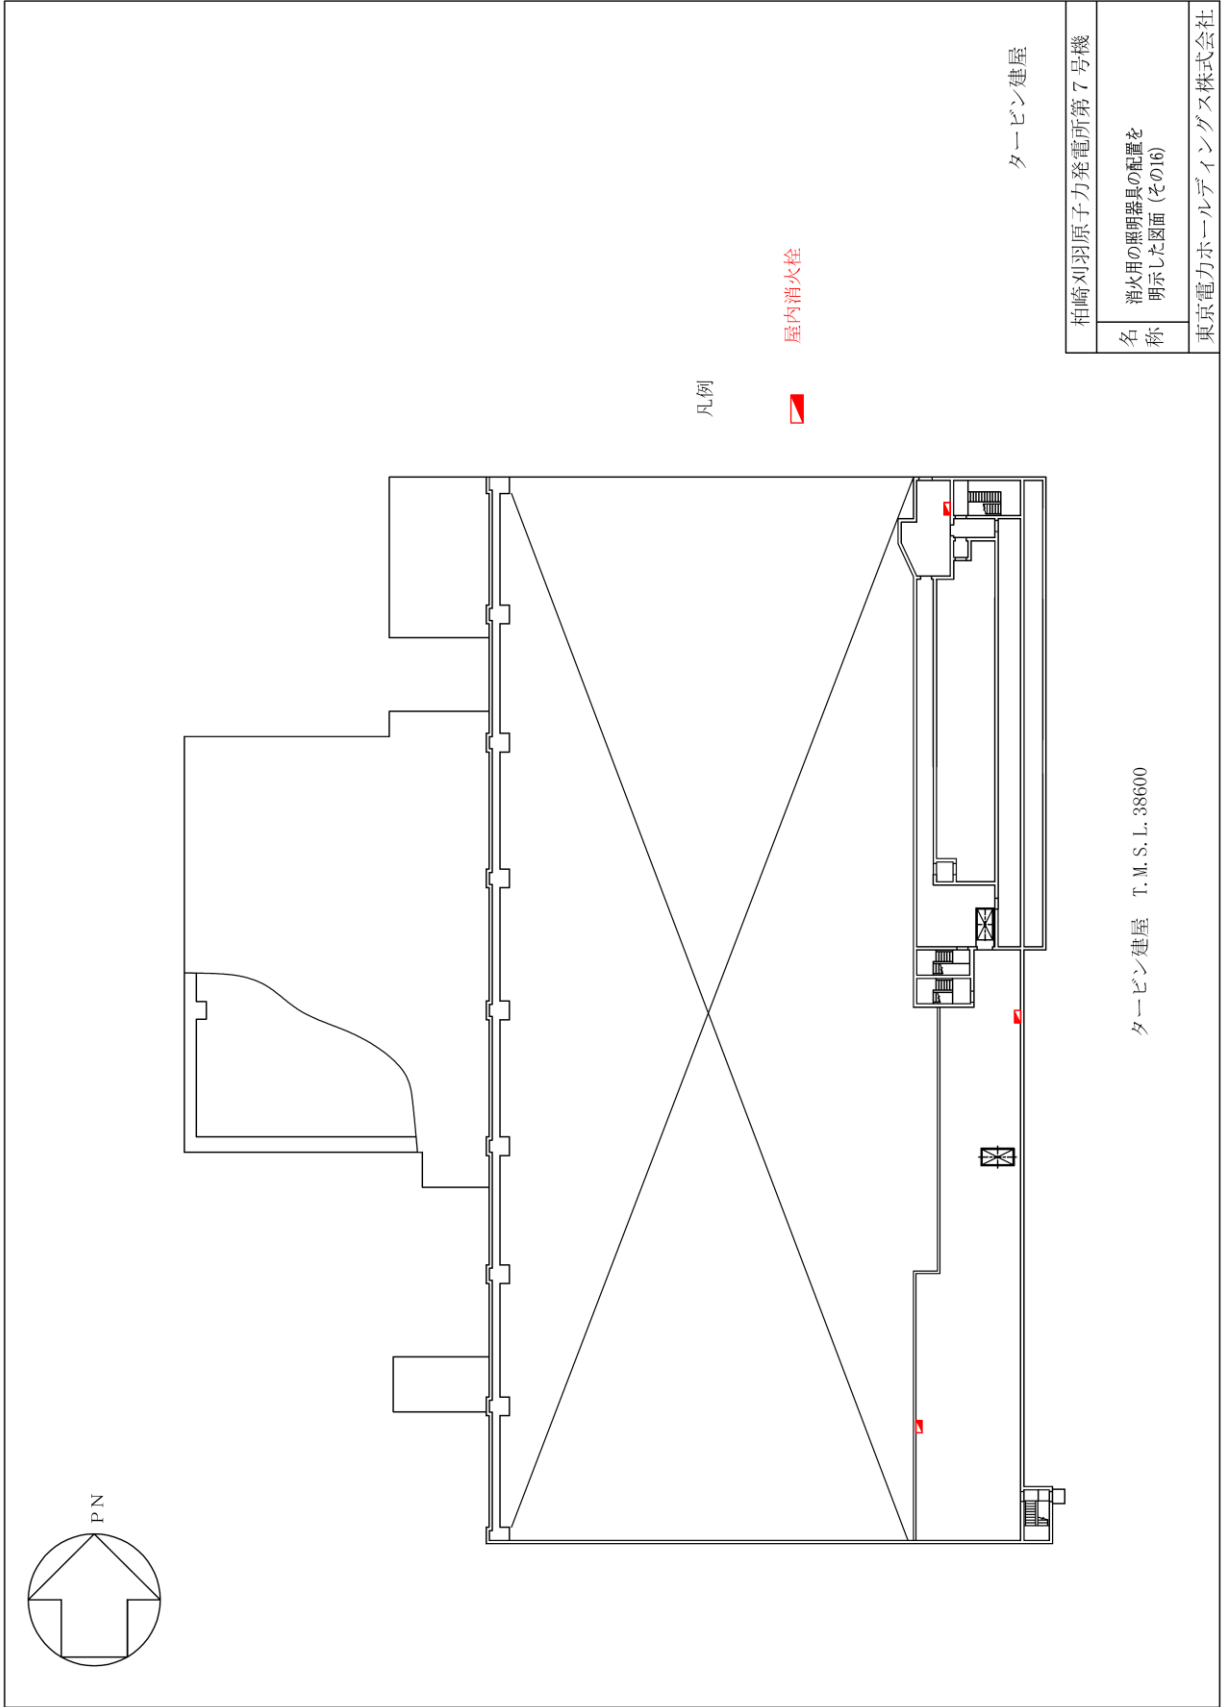 PN
凡例
屋内消火栓
タービン建屋 T.M.S.L.38600
タービン建屋
柏崎刈羽原子力発電所第7号機
名称
消火用の照明器具の配置を
明示した図面（その16）
東京電力ホールディングス株式会社